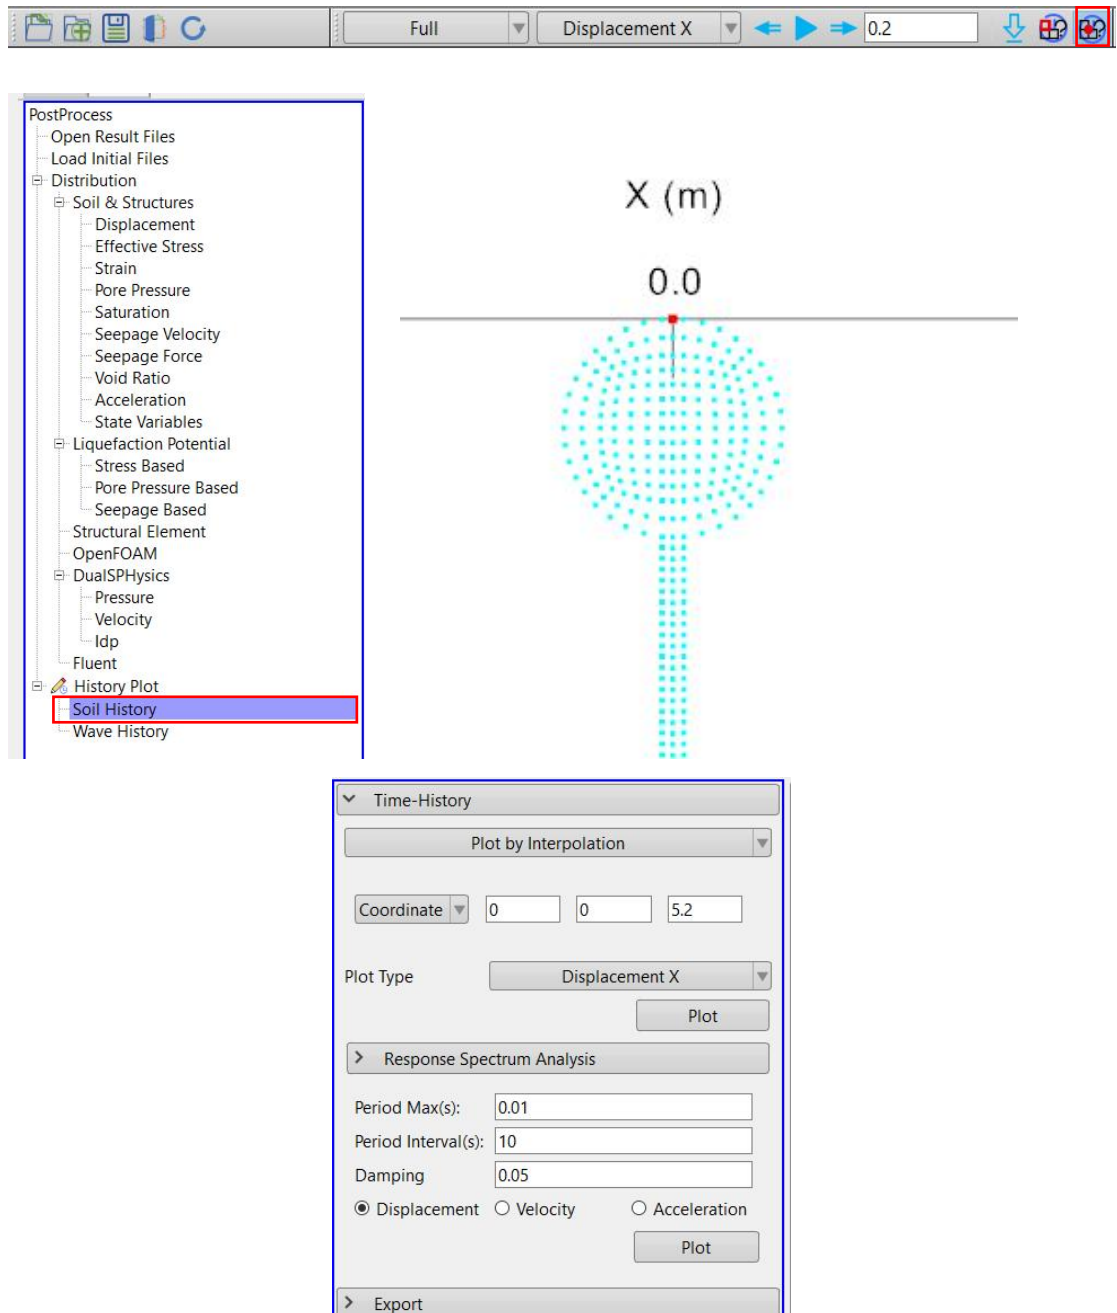 Full Displacement X 0.2
PostProcess
Open Result Files
Load Initial Files
Distribution
Soil & Structures
Displacement
Effective Stress
Strain
Pore Pressure
Saturation
Seepage Velocity
Seepage Force
Void Ratio
Acceleration
State Variables
Liquefaction Potential
Stress Based
Pore Pressure Based
Seepage Based
Structural Element
OpenFOAM
DualSPHysics
Pressure
Velocity
Idp
Fluent
History Plot
Soil History
Wave History
X (m)
0.0
Time-History
Plot by Interpolation
Coordinate 0 0 5.2
Plot Type Displacement X
Plot
Response Spectrum Analysis
Period Max(s): 0.01
Period Interval(s): 10
Damping 0.05
Displacement Velocity Acceleration
Plot
Export